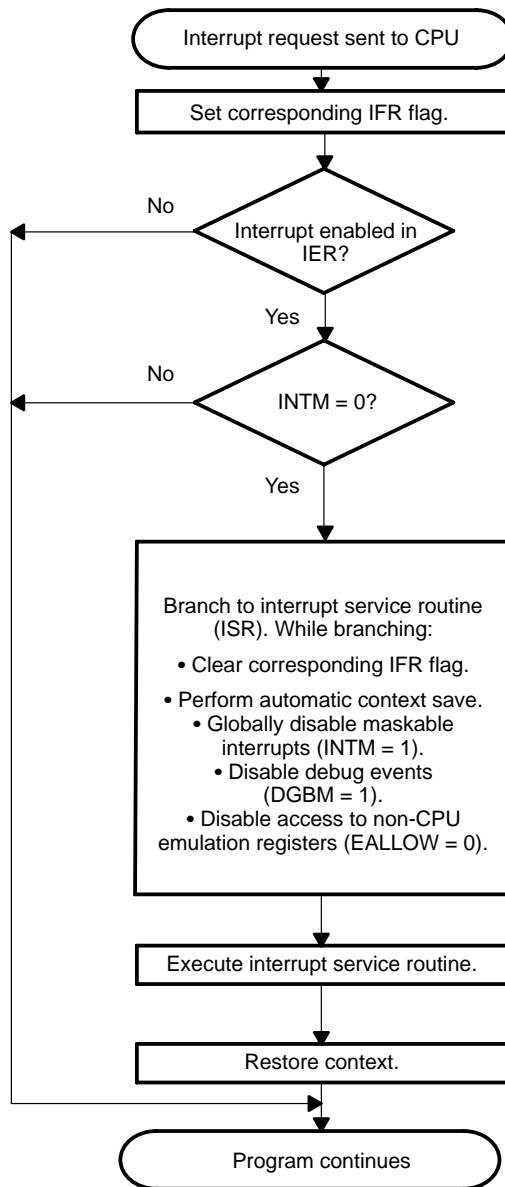 Interrupt request sent to CPU
Set corresponding IFR flag.
No
Interrupt enabled in
IER?
Yes
No
INTM = 0?
Yes
Branch to interrupt service routine
(ISR). While branching:
• Clear corresponding IFR flag.
• Perform automatic context save.
• Globally disable maskable
interrupts (INTM = 1).
• Disable debug events
(DGBM = 1).
• Disable access to non-CPU
emulation registers (EALLOW = 0).
Execute interrupt service routine.
Restore context.
Program continues